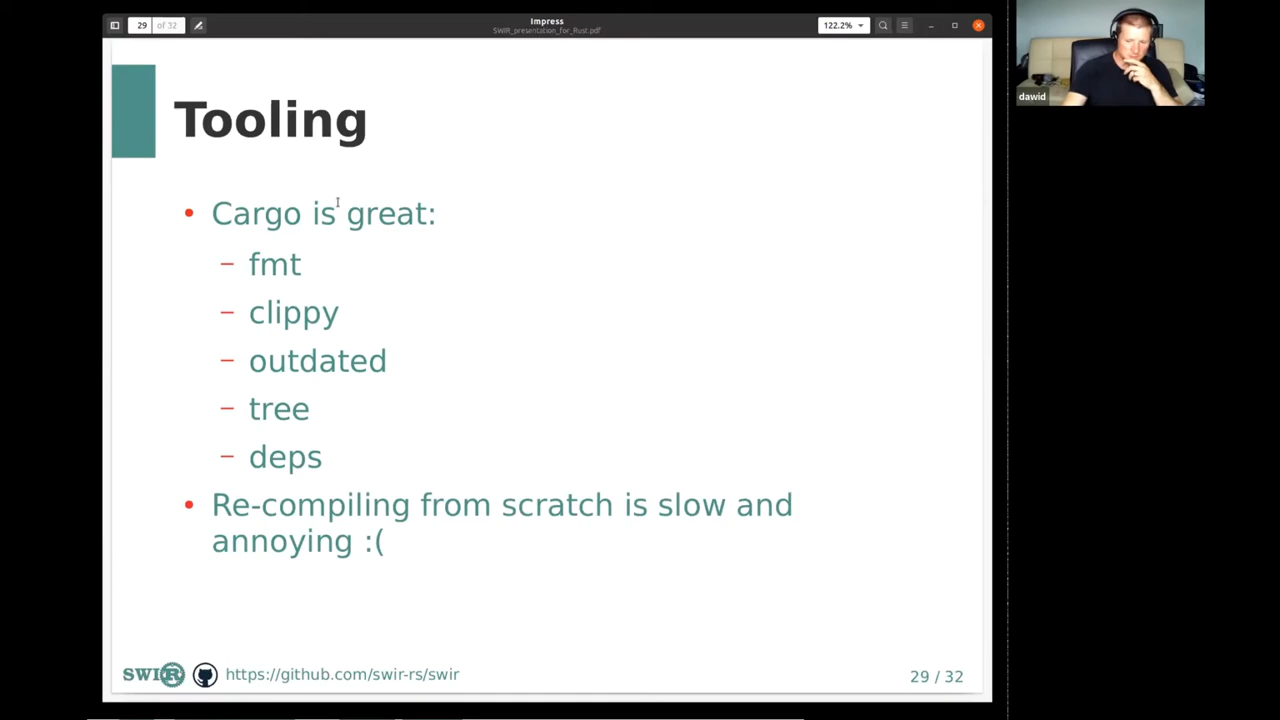 29
of 32
Impress
SWIR_presentation_for_Rust.pdf
122.2%
dawid
Tooling
• Cargo is great:
– fmt
– clippy
– outdated
– tree
– deps
• Re-compiling from scratch is slow and
annoying :(
SWIR
https://github.com/swir-rs/swir
29 / 32